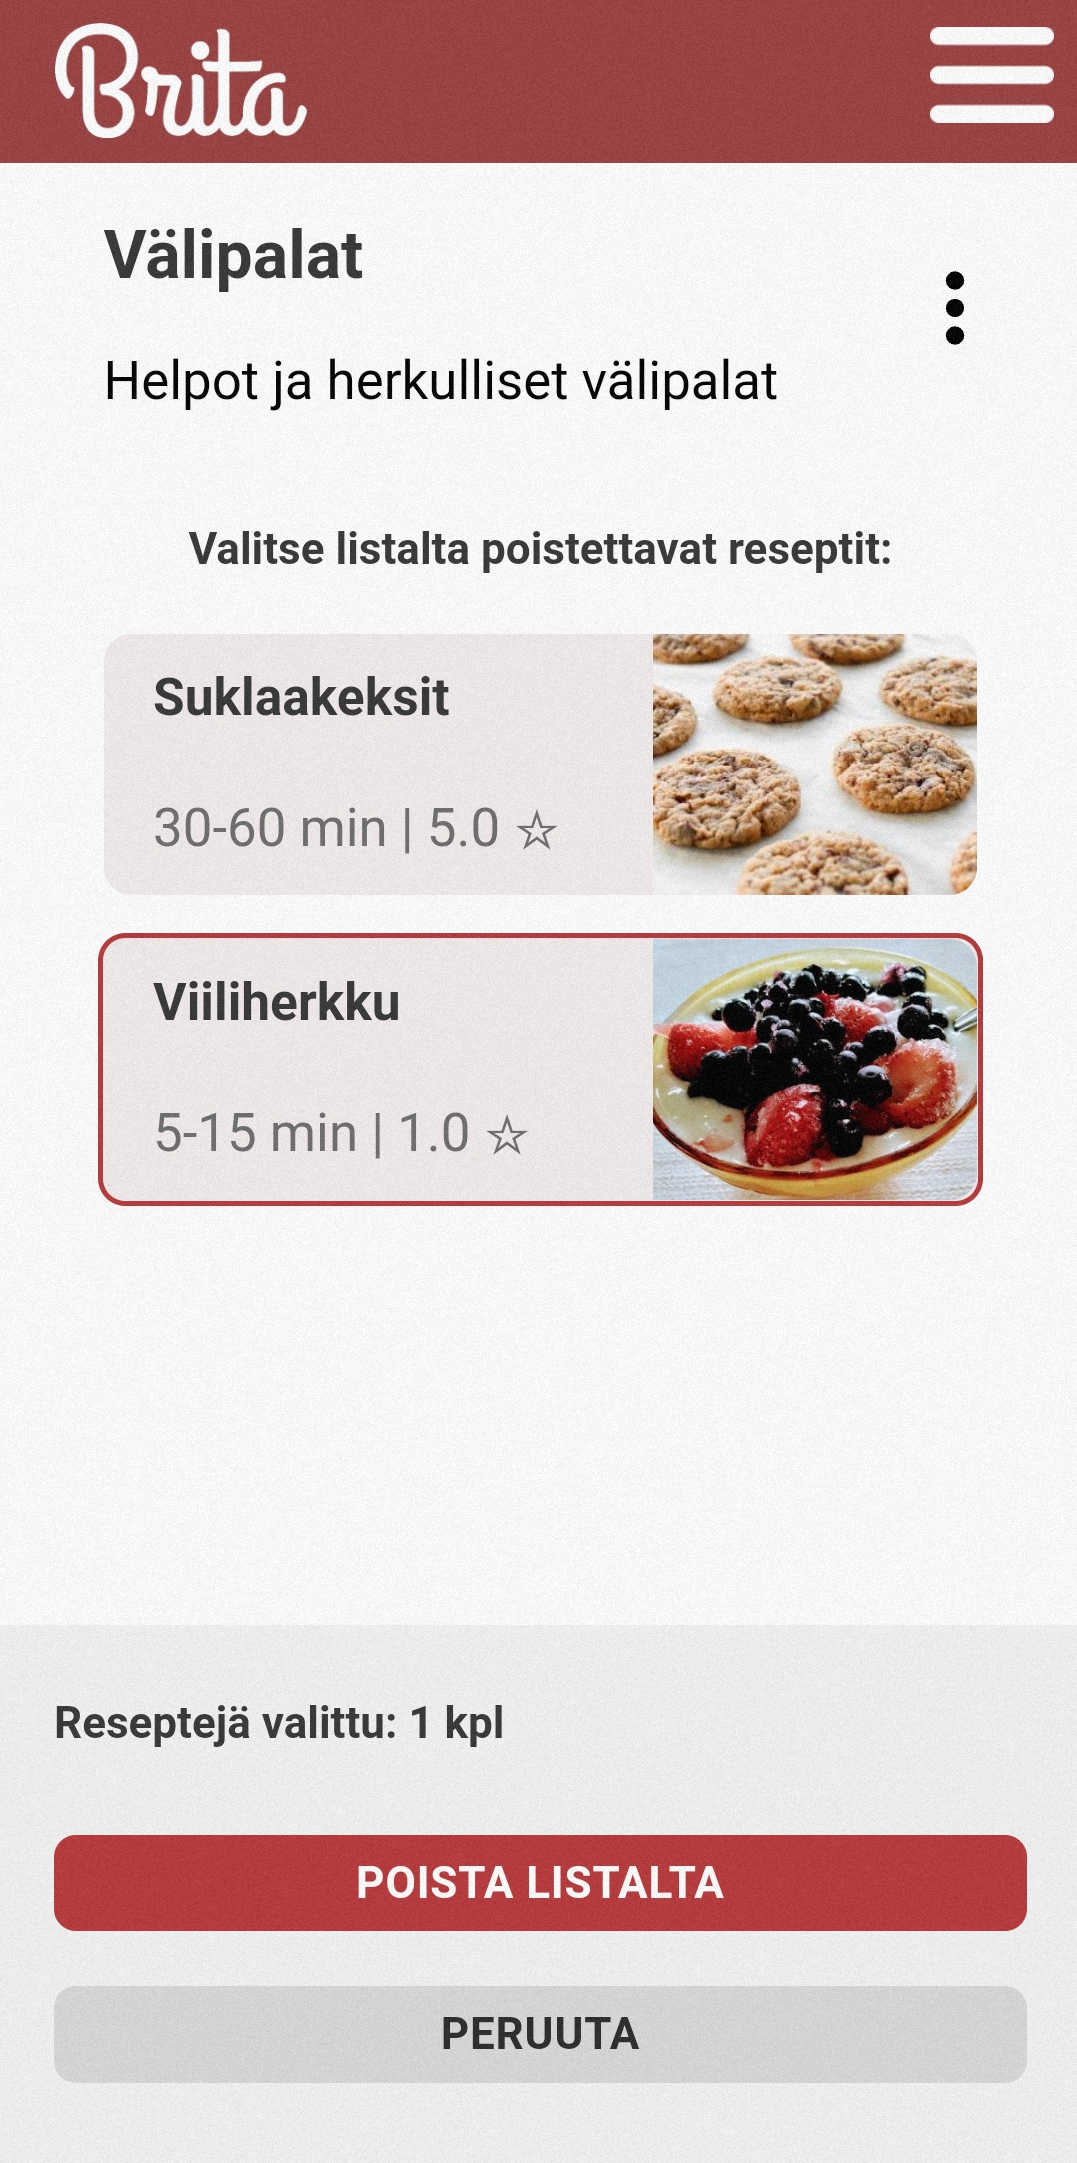 Brita
Välipalat
Helpot ja herkulliset välipalat
Valitse listalta poistettavat reseptit:
Suklaakeksit
30-60 min | 5.0 ☆
Viiliherkku
5-15 min | 1.0 ☆
Reseptejä valittu: 1 kpl
POISTA LISTALTA
PERUUTA